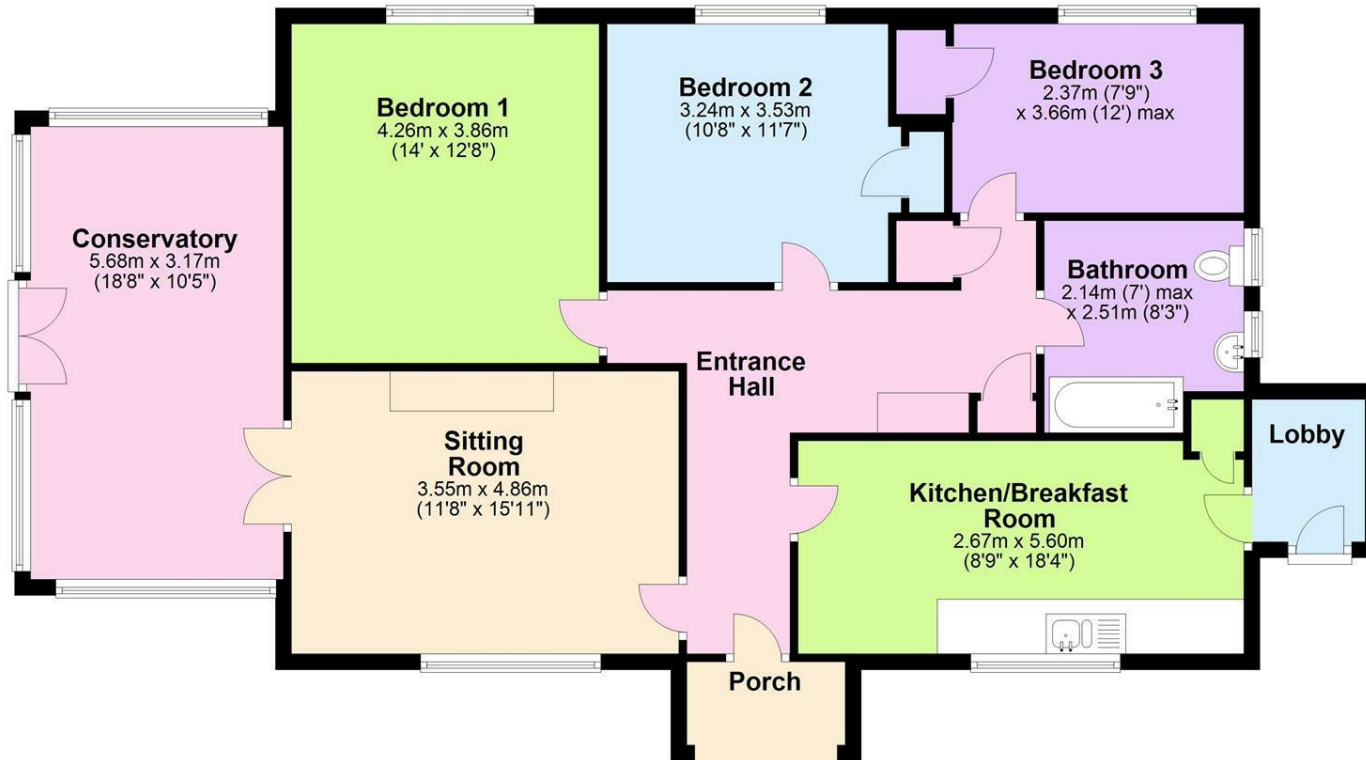 Bedroom 1
4.26m x 3.86m
(14' x 12'8")
Bedroom 2
3.24m x 3.53m
(10'8" x 11'7")
Bedroom 3
2.37m (7'9")
x 3.66m (12') max
Conservatory
5.68m x 3.17m
(18'8" x 10'5")
Bathroom
2.14m (7') max
x 2.51m (8'3")
Entrance
Hall
Sitting
Room
3.55m x 4.86m
(11'8" x 15'11")
Kitchen/Breakfast
Room
2.67m x 5.60m
(8'9" x 18'4")
Lobby
Porch